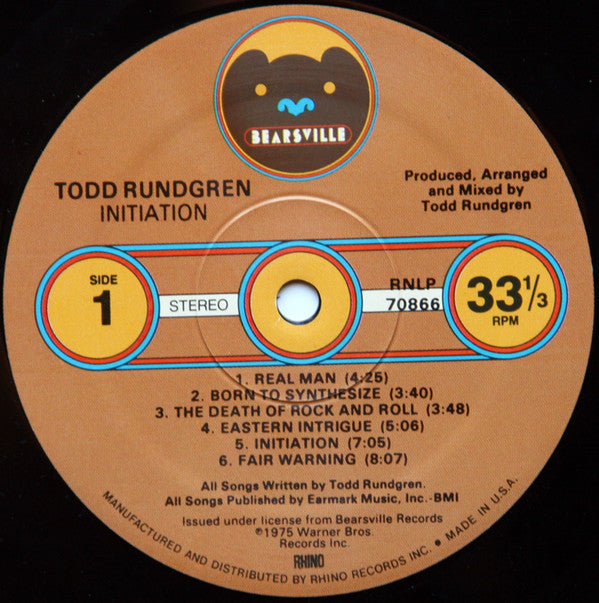 BEARSVILLE
TODD RUNDGREN
INITIATION
Produced, Arranged
and Mixed by
Todd Rundgren
SIDE
1
STEREO
RNLP
70866
33 1/3
RPM
1. REAL MAN (4:25)
2. BORN TO SYNTHESIZE (3:40)
3. THE DEATH OF ROCK AND ROLL (3:48)
4. EASTERN INTRIGUE (5:06)
5. INITIATION (7:05)
6. FAIR WARNING (8:07)
All Songs Written by Todd Rundgren.
All Songs Published by Earmark Music, Inc.-BMI
Issued under license from Bearsville Records
℗1975 Warner Bros.
Records Inc.
RHINO
MANUFACTURED AND DISTRIBUTED BY RHINO RECORDS INC. • MADE IN U.S.A.